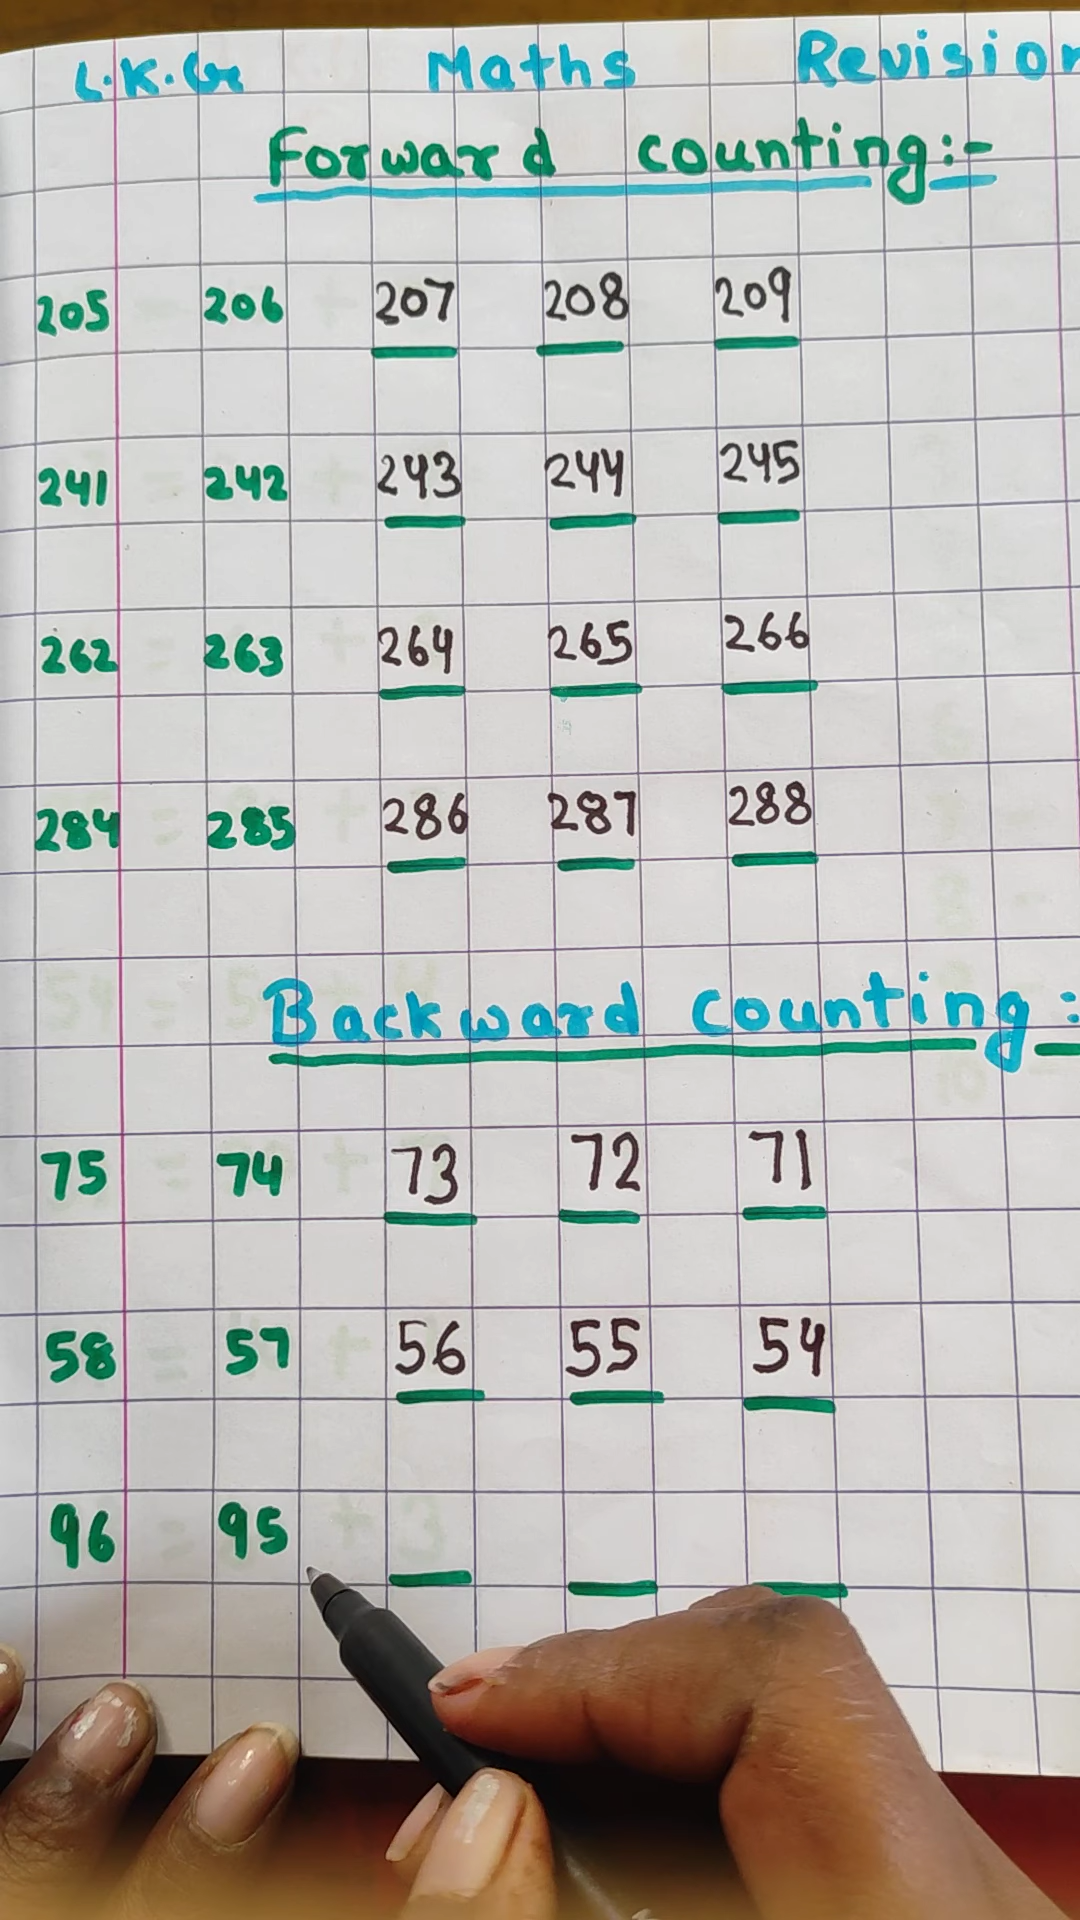 L.K.G Maths Revision
Forward counting:-
205 206 207 208 209
241 242 243 244 245
262 263 264 265 266
284 285 286 287 288
Backward counting:-
75 74 73 72 71
58 57 56 55 54
96 95